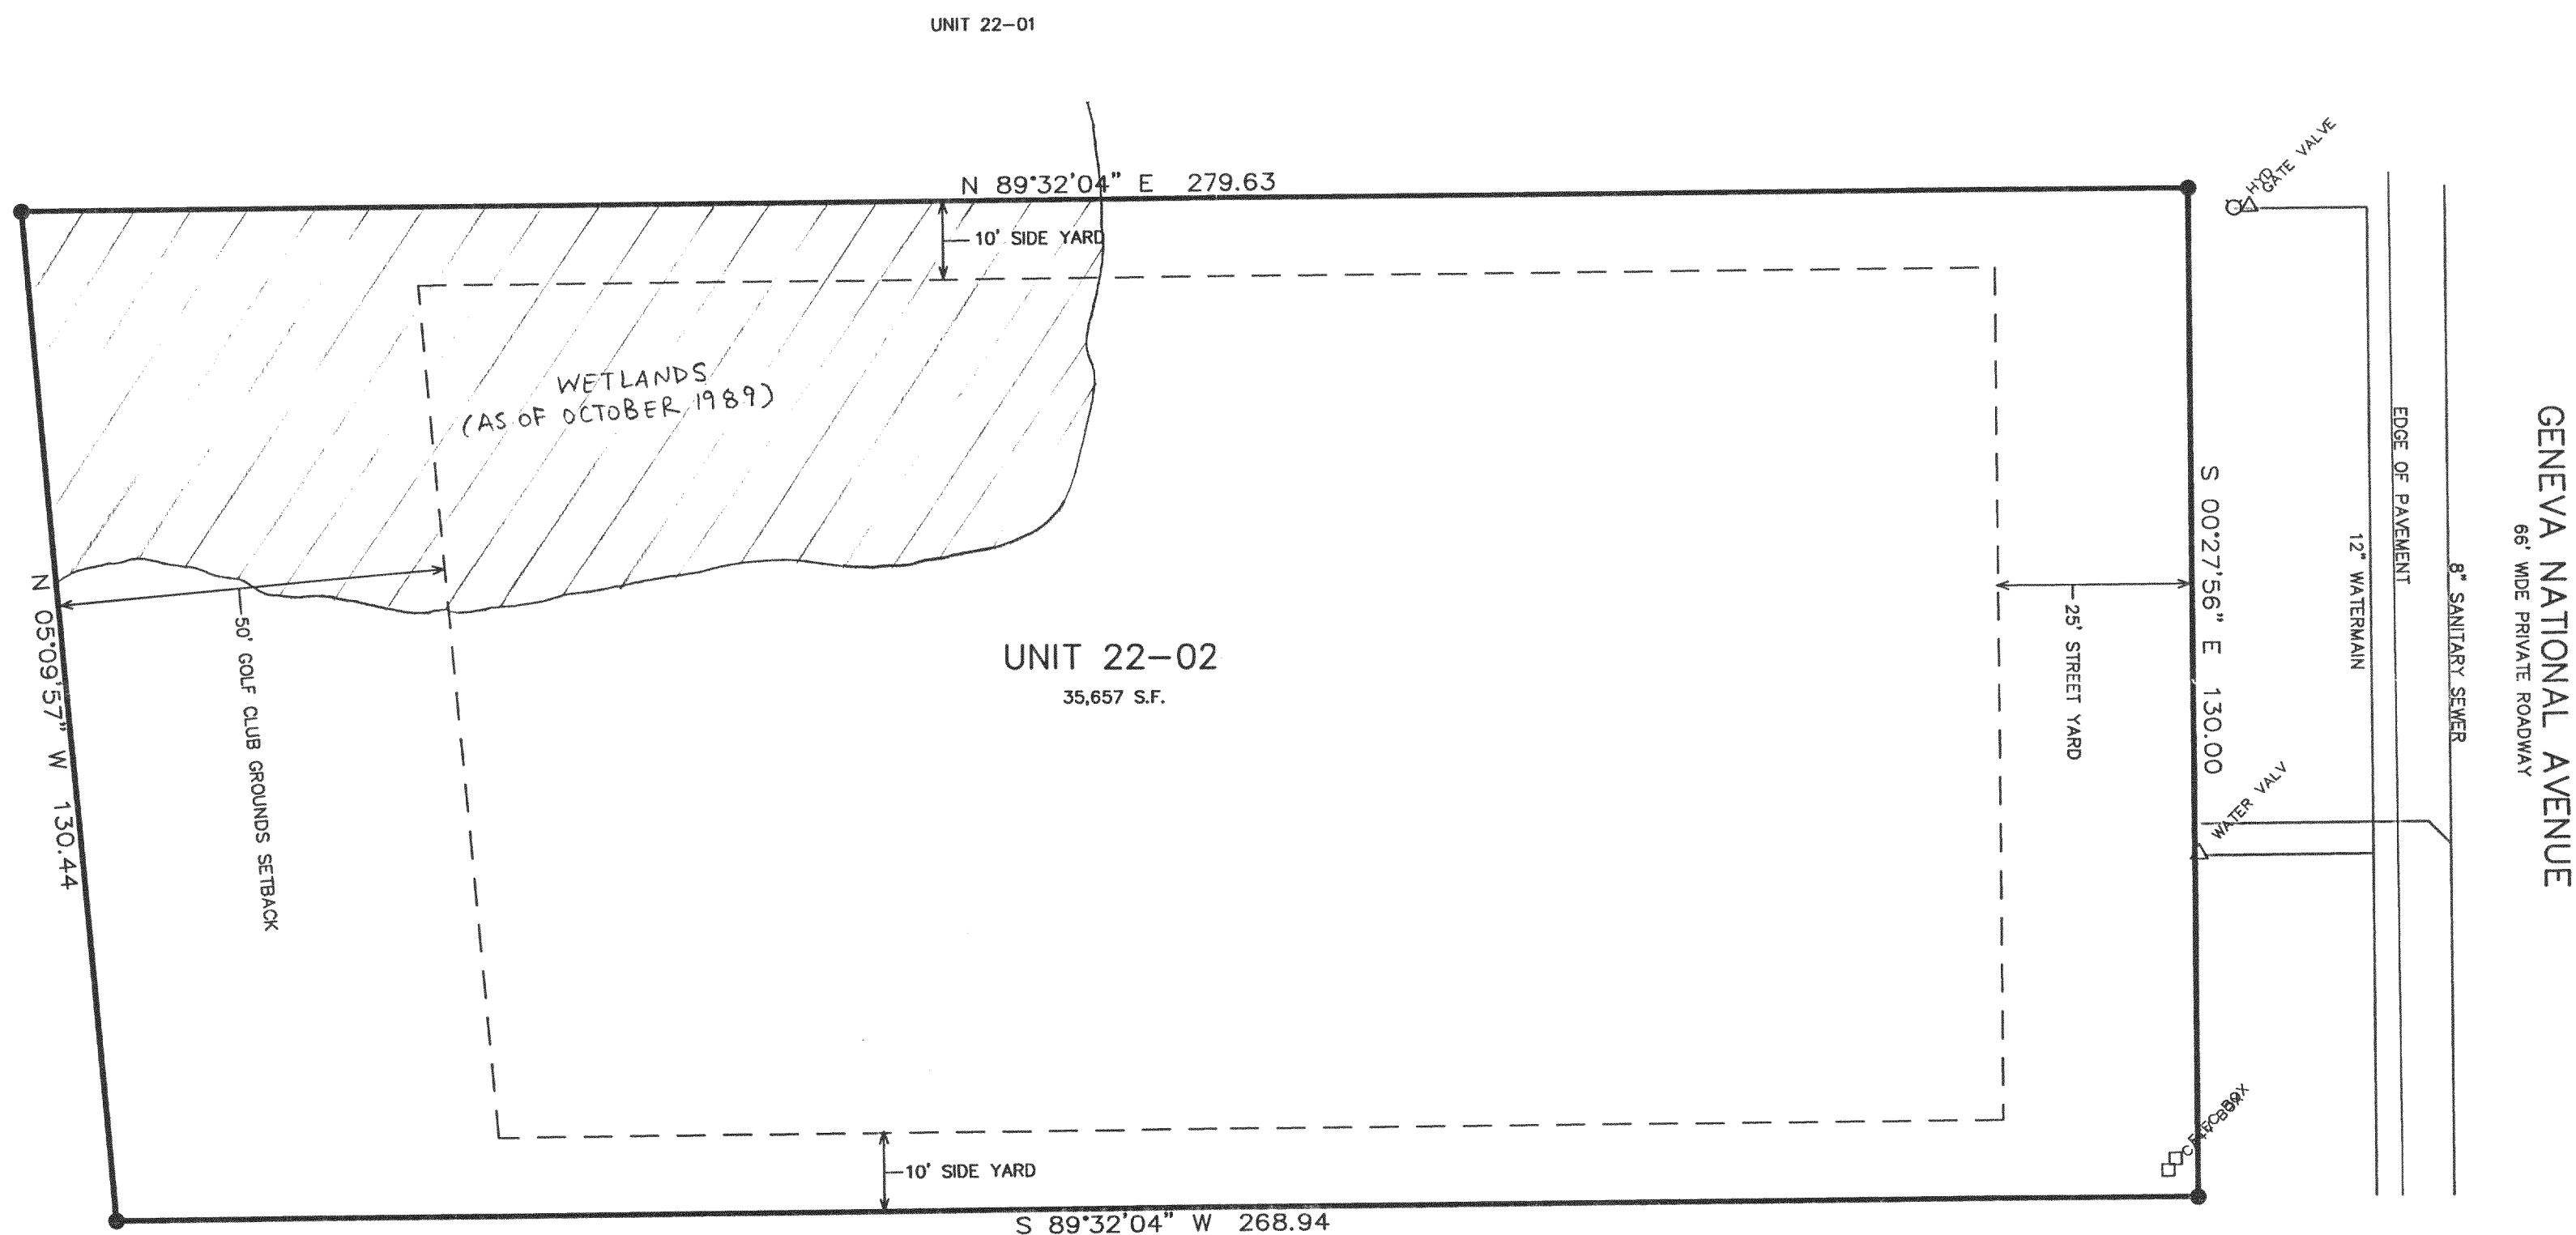 UNIT 22-01
N 89°32'04" E 279.63
HYD
GATE VALVE
10' SIDE YARD
WETLANDS
(AS OF OCTOBER 1989)
N 05°09'57" W 130.44
50' GOLF CLUB GROUNDS SETBACK
UNIT 22-02
35,657 S.F.
25' STREET YARD
S 00°27'56" E 130.00
WATER VALV
12" WATERMAIN
EDGE OF PAVEMENT
8" SANITARY SEWER
GENEVA NATIONAL AVENUE
66' WIDE PRIVATE ROADWAY
10' SIDE YARD
S 89°32'04" W 268.94